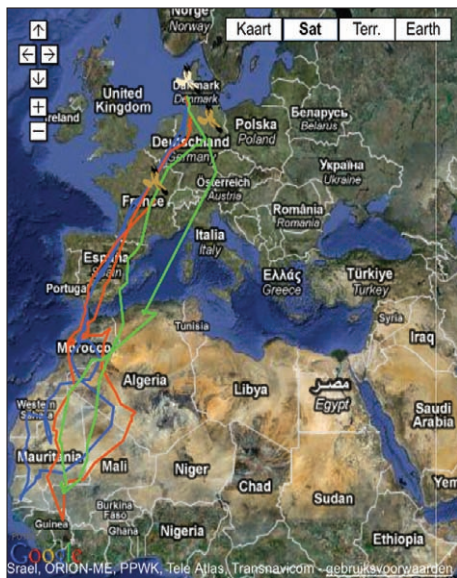 Norge
Norway
Kaart
Sat
Terr.
Earth
Danmark
Denmark
United
Kingdom
Ireland
Беларусь
Belarus
Polska
Poland
Deutschland
Germany
Україна
Ukraine
Österreich
Austria
France
România
Romania
Italia
Italy
España
Spain
Portugal
Ελλάς
Greece
Türkiye
Turkey
Tunisia
Syria
Iraq
Morocco
Algeria
Libya
مصر
Egypt
Western
Sahara
Saudi
Arabia
Mauritania
Mali
Niger
Chad
Sudan
Yem
Burkina
Faso
Guinea
Ghana
Nigeria
Ethiopia
Google
Srael, ORION-ME, PPWK, Tele Atlas, Transnavicom - gebruiksvoorwaarden